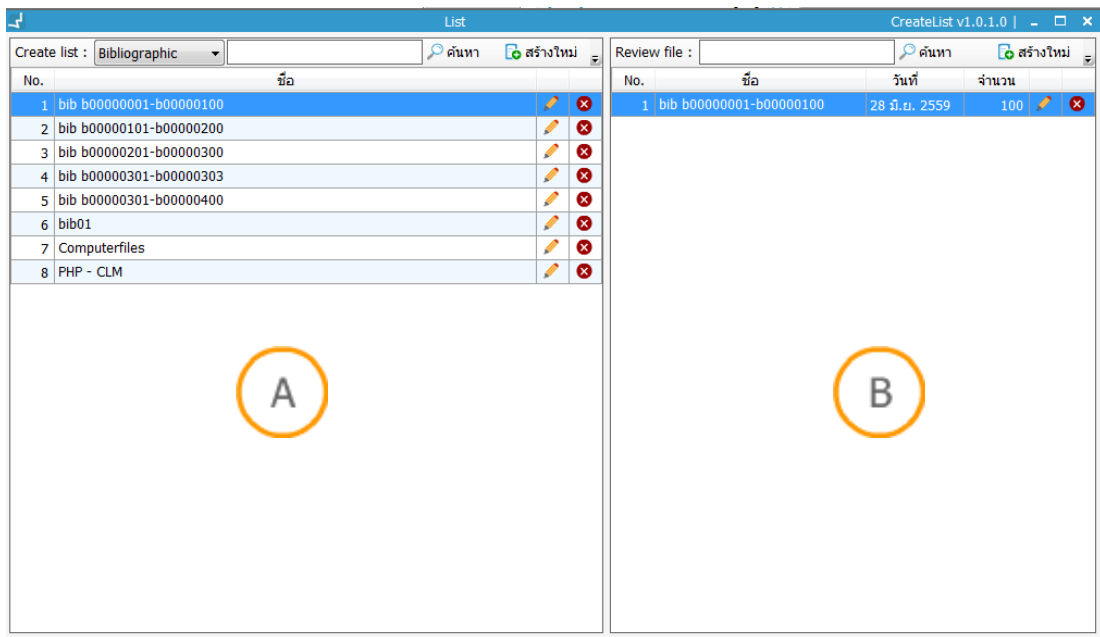 List CreateList v1.0.1.0 |
Create list : Bibliographic ค้นหา สร้างใหม่
No. ชื่อ
1 bib b00000001-b00000100
2 bib b00000101-b00000200
3 bib b00000201-b00000300
4 bib b00000301-b00000303
5 bib b00000301-b00000400
6 bib01
7 Computerfiles
8 PHP - CLM
A
Review file : ค้นหา สร้างใหม่
No. ชื่อ วันที่ จำนวน
1 bib b00000001-b00000100 28 มิ.ย. 2559 100
B